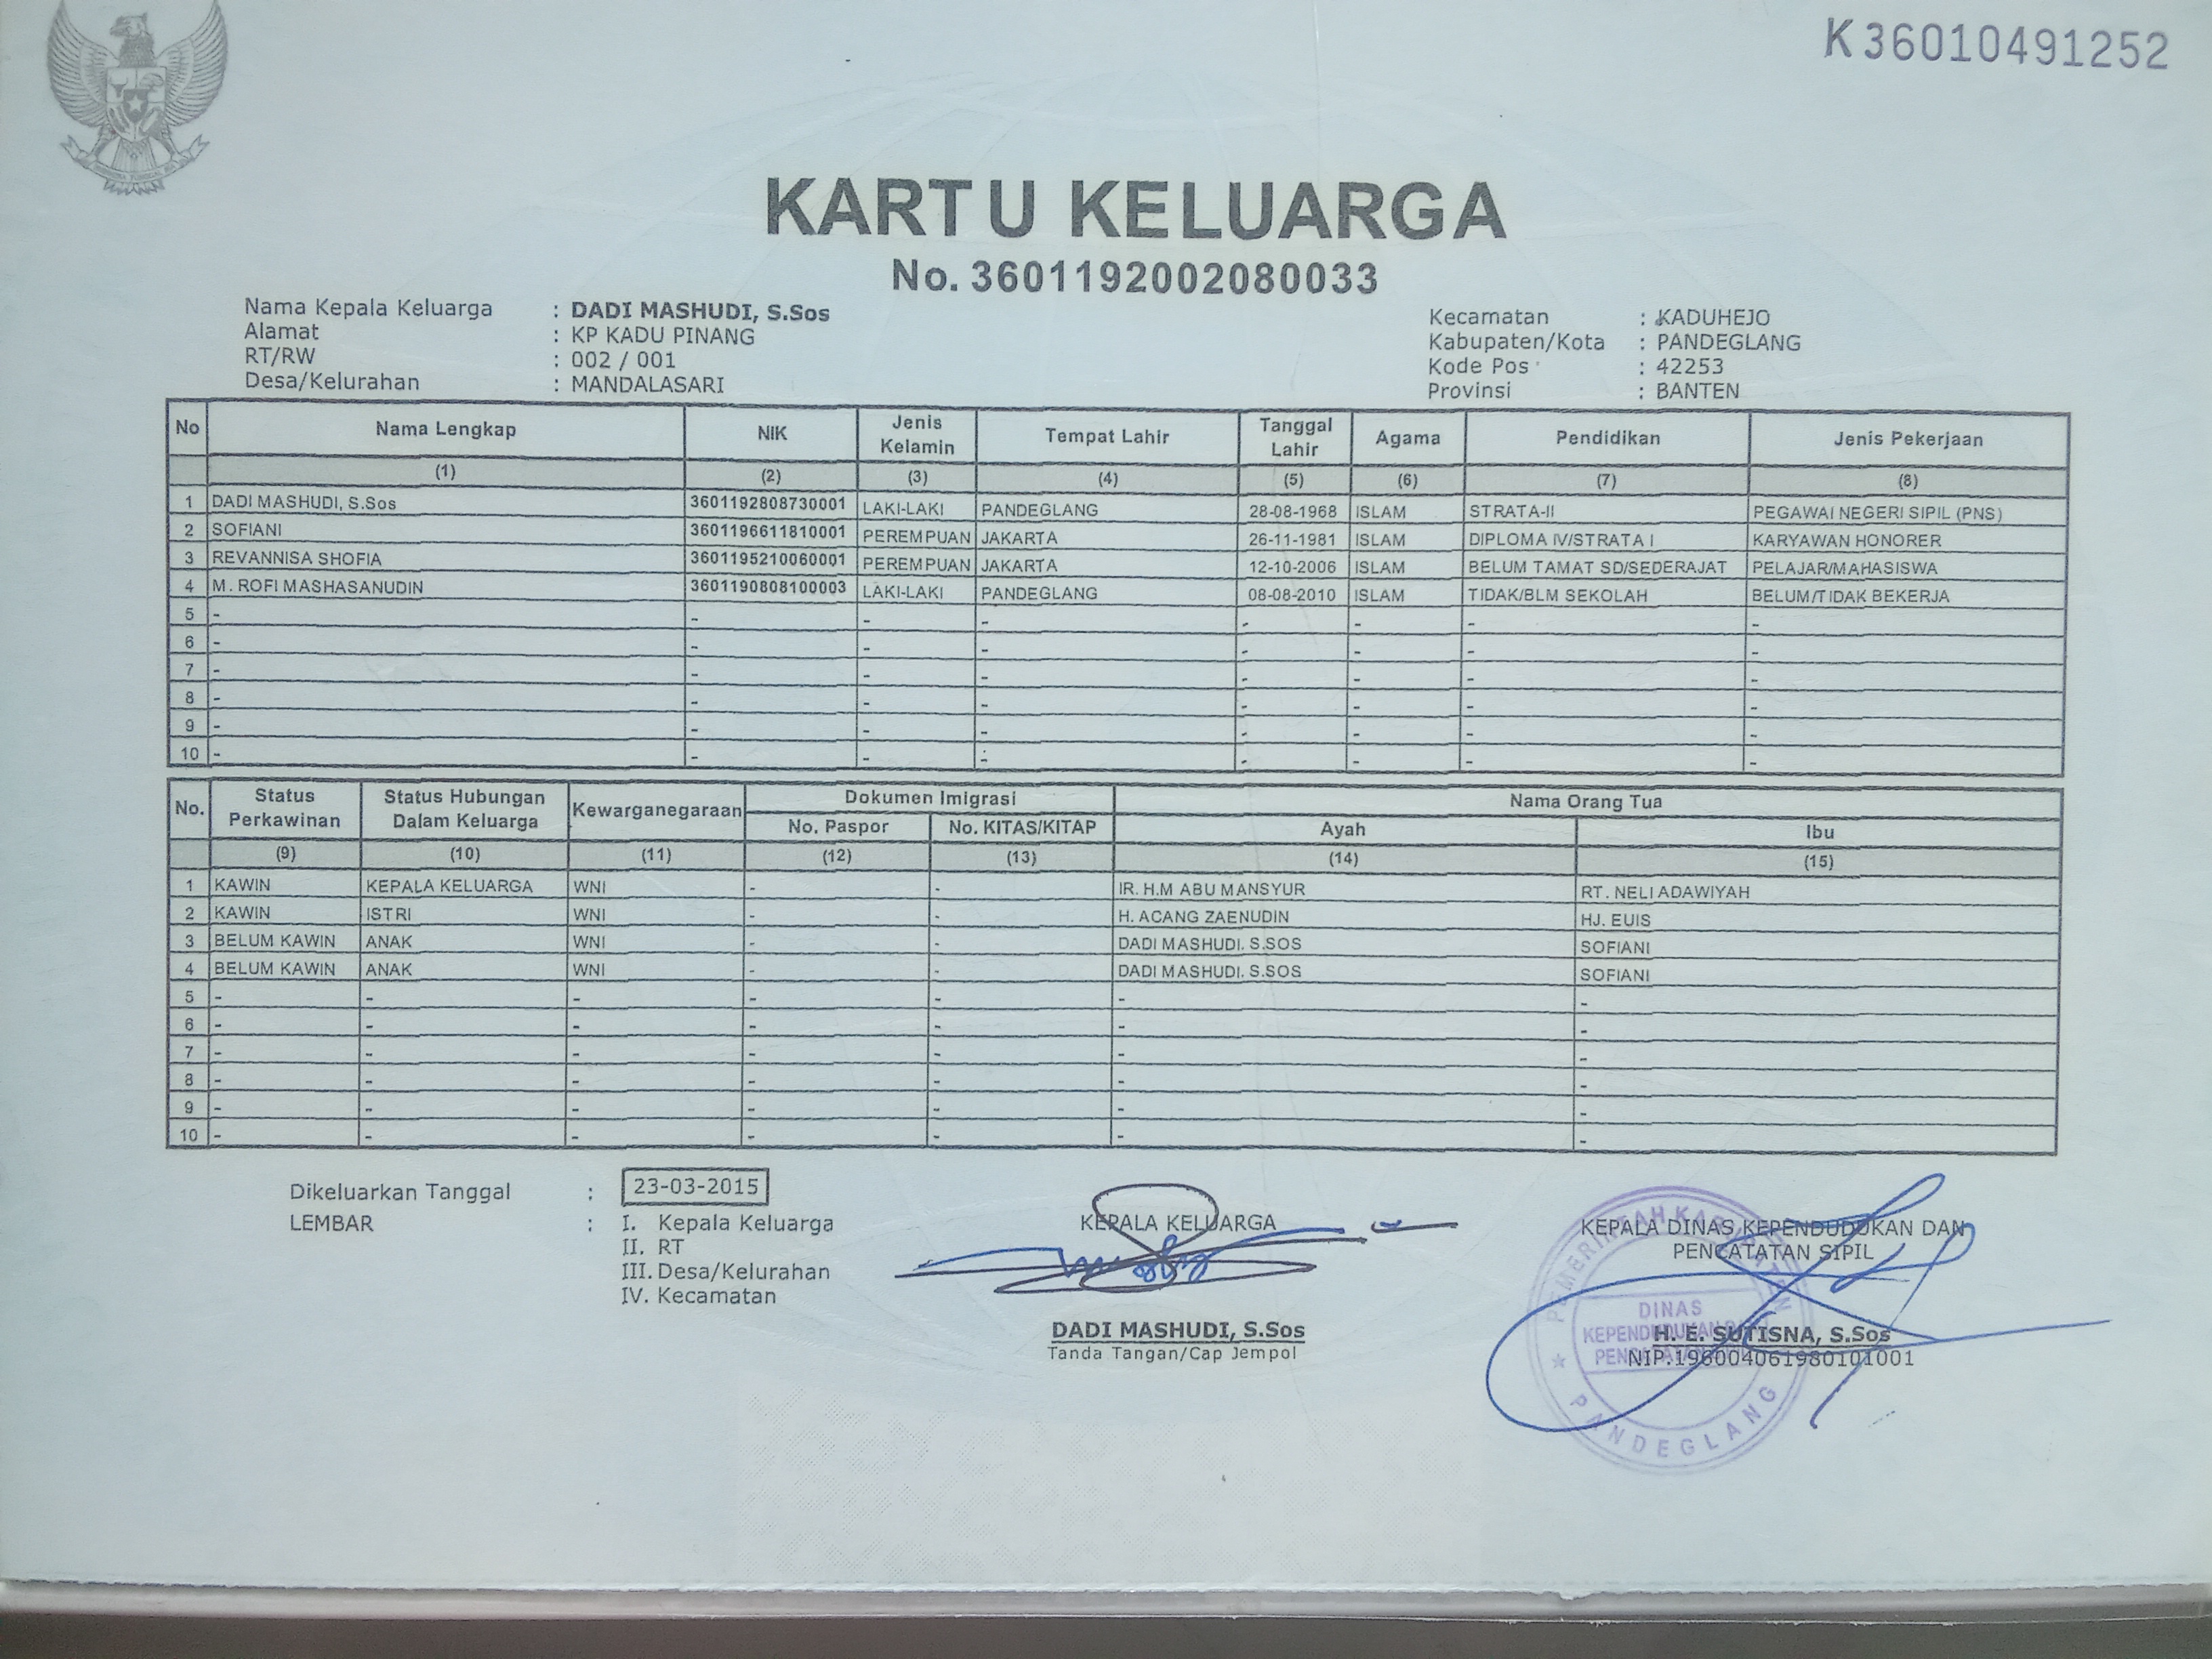 K36010491252
KARTU KELUARGA
No. 3601192002080033
Nama Kepala Keluarga : DADI MASHUDI, S.Sos
Alamat : KP KADU PINANG
RT/RW : 002 / 001
Desa/Kelurahan : MANDALASARI
Kecamatan : KADUHEJO
Kabupaten/Kota : PANDEGLANG
Kode Pos : 42253
Provinsi : BANTEN
No Nama Lengkap NIK Jenis Kelamin Tempat Lahir Tanggal Lahir Agama Pendidikan Jenis Pekerjaan
(1) (2) (3) (4) (5) (6) (7) (8)
1 DADI MASHUDI, S.Sos 3601192808730001 LAKI-LAKI PANDEGLANG 28-08-1968 ISLAM STRATA-II PEGAWAI NEGERI SIPIL (PNS)
2 SOFIANI 3601196611810001 PEREMPUAN JAKARTA 26-11-1981 ISLAM DIPLOMA IV/STRATA I KARYAWAN HONORER
3 REVANNISA SHOFIA 3601195210060001 PEREMPUAN JAKARTA 12-10-2006 ISLAM BELUM TAMAT SD/SEDERAJAT PELAJAR/MAHASISWA
4 M. ROFI MASHASANUDIN 3601190808100003 LAKI-LAKI PANDEGLANG 08-08-2010 ISLAM TIDAK/BLM SEKOLAH BELUM/TIDAK BEKERJA
5 - - - - - - - -
6 - - - - - - - -
7 - - - - - - - -
8 - - - - - - - -
9 - - - - - - - -
10 - - - - - - - -
No. Status Perkawinan Status Hubungan Dalam Keluarga Kewarganegaraan Dokumen Imigrasi Nama Orang Tua
No. Paspor No. KITAS/KITAP Ayah Ibu
(9) (10) (11) (12) (13) (14) (15)
1 KAWIN KEPALA KELUARGA WNI - - IR. H.M ABU MANSYUR RT. NELI ADAWIYAH
2 KAWIN ISTRI WNI - - H. ACANG ZAENUDIN HJ. EUIS
3 BELUM KAWIN ANAK WNI - - DADI MASHUDI. S.SOS SOFIANI
4 BELUM KAWIN ANAK WNI - - DADI MASHUDI. S.SOS SOFIANI
5 - - - - - - -
6 - - - - - - -
7 - - - - - - -
8 - - - - - - -
9 - - - - - - -
10 - - - - - - -
Dikeluarkan Tanggal : 23-03-2015
LEMBAR : I. Kepala Keluarga
II. RT
III. Desa/Kelurahan
IV. Kecamatan
KEPALA KELUARGA
DADI MASHUDI, S.Sos
Tanda Tangan/Cap Jempol
KEPALA DINAS KEPENDUDUKAN DAN
PENCATATAN SIPIL
PEMERINTAH KABUPATEN
DINAS
KEPENDUDUKAN
H. E. SUTISNA, S.Sos
NIP.196004061980101001
PANDEGLANG